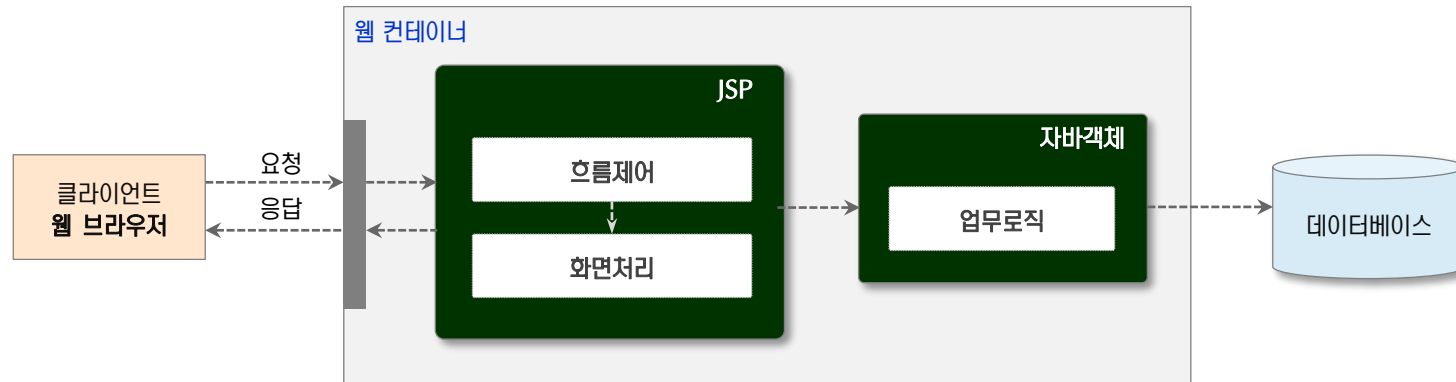 웹 컨테이너
JSP
흐름제어
화면처리
자바객체
업무로직
요청
응답
클라이언트
웹 브라우저
데이터베이스